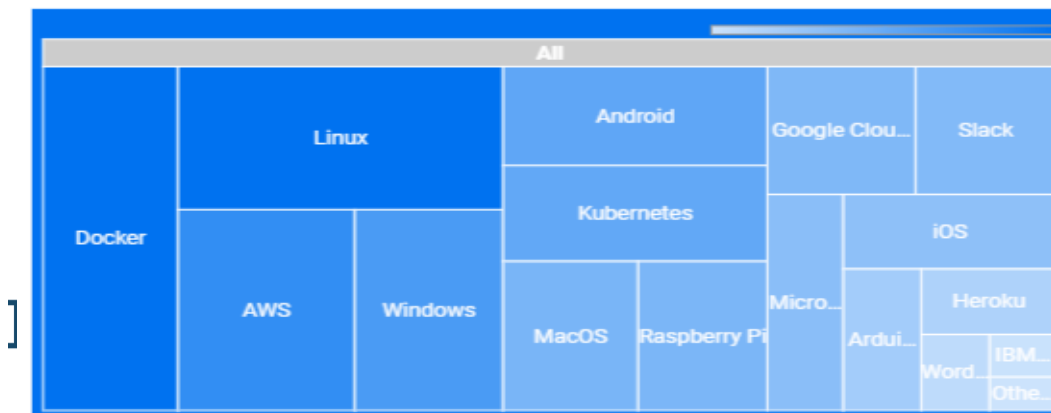 All
Docker
Linux
AWS
Windows
Android
Kubernetes
MacOS
Raspberry Pi
Google Clou...
Slack
Micro...
iOS
Ardui...
Heroku
Word...
IBM...
Othe...
]